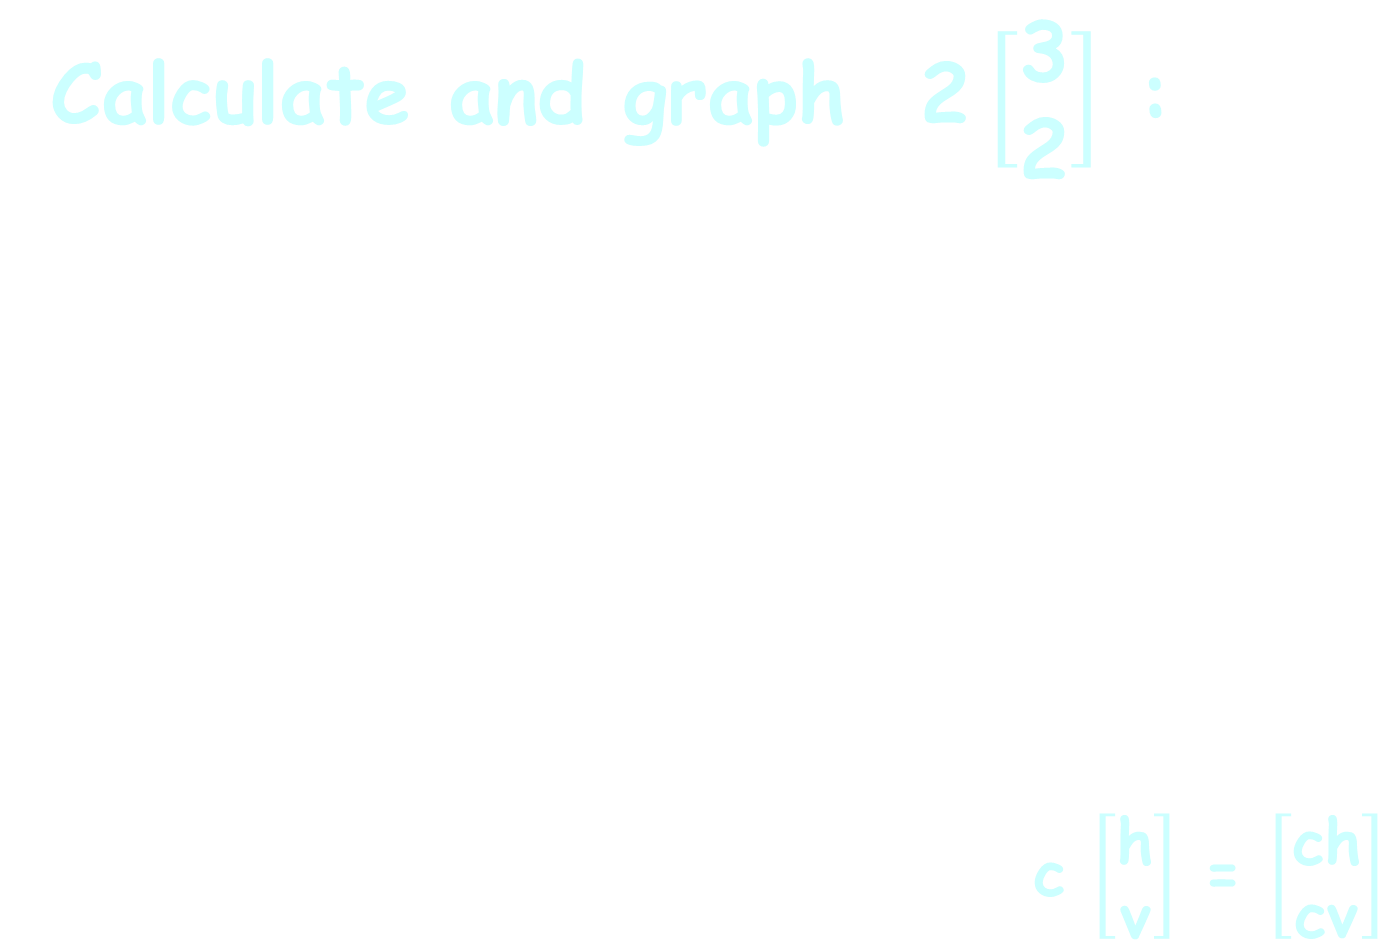 Calculate and graph 2 [3
2] :
c [h
v] = [ch
cv]